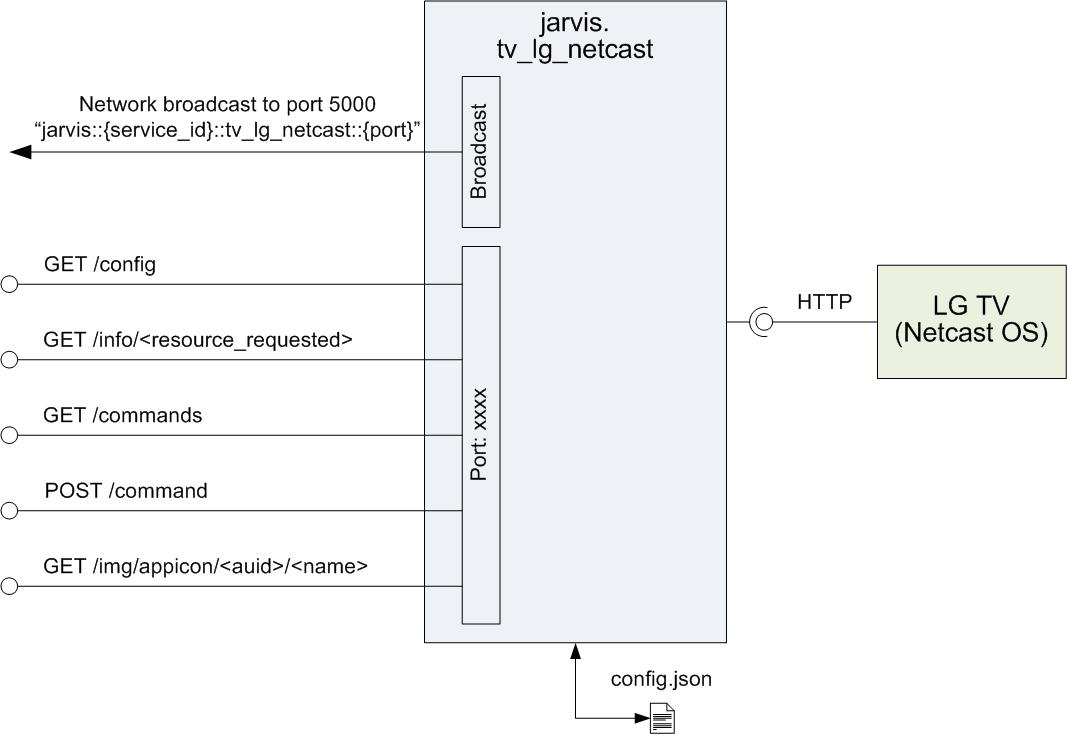 jarvis.
tv_lg_netcast
Network broadcast to port 5000
“jarvis::{service_id}::tv_lg_netcast::{port}”
Broadcast
GET /config
GET /info/<resource_requested>
GET /commands
POST /command
GET /img/appicon/<auid>/<name>
Port: xxxx
HTTP
LG TV
(Netcast OS)
config.json